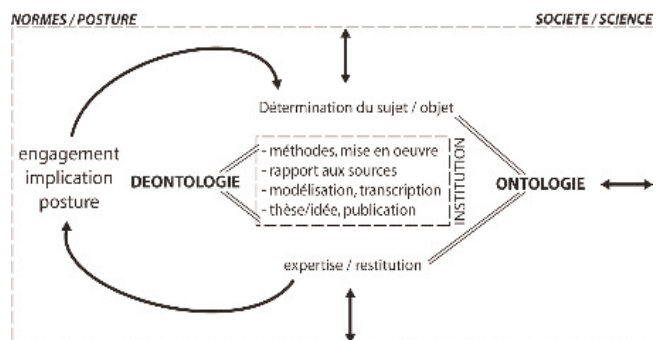 NORMES / POSTURE
SOCIETE / SCIENCE
Détermination du sujet / objet
engagement
implication
posture
DEONTOLOGIE
- méthodes, mise en oeuvre
- rapport aux sources
- modélisation, transcription
- thèse/idée, publication
INSTITUTION
ONTOLOGIE
expertise / restitution